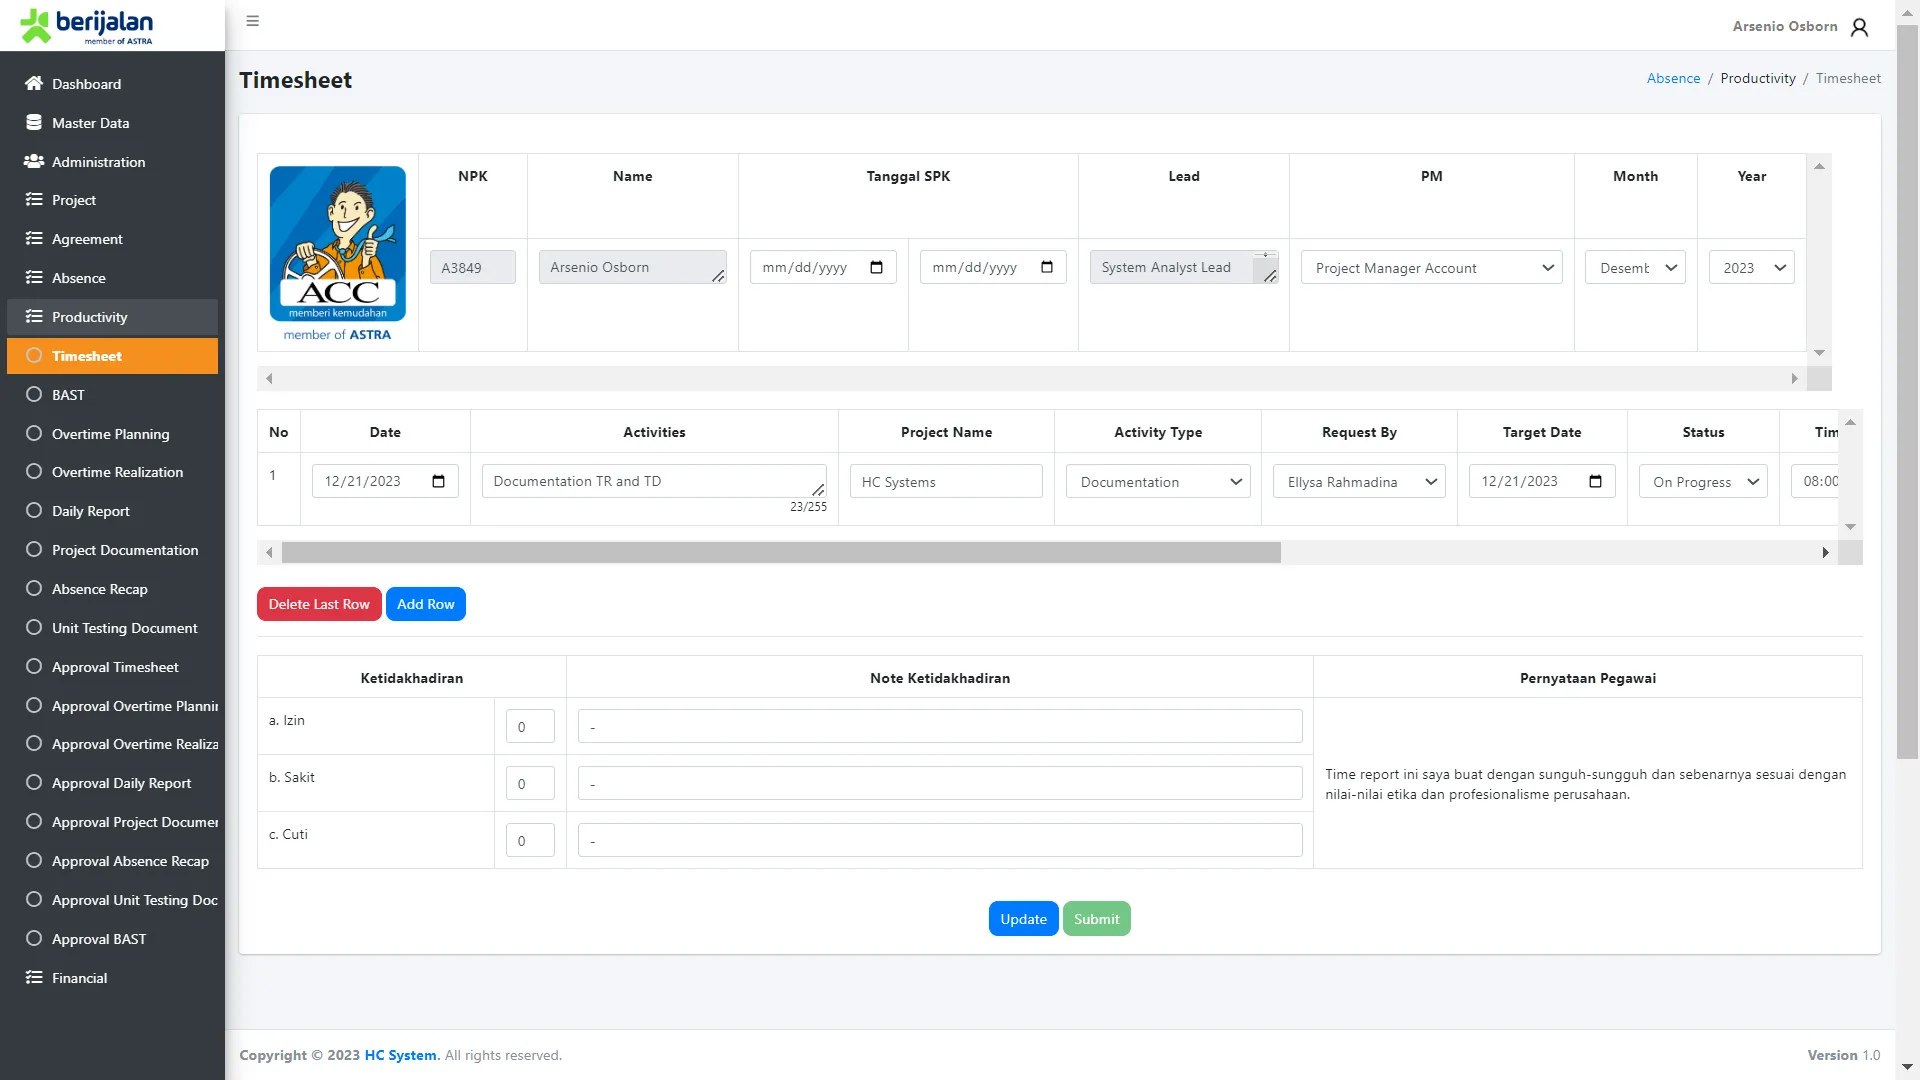 berijalan
member of ASTRA
Arsenio Osborn
Dashboard
Master Data
Administration
Project
Agreement
Absence
Productivity
Timesheet
BAST
Overtime Planning
Overtime Realization
Daily Report
Project Documentation
Absence Recap
Unit Testing Document
Approval Timesheet
Approval Overtime Plannin
Approval Overtime Realiza
Approval Daily Report
Approval Project Documen
Approval Absence Recap
Approval Unit Testing Doc
Approval BAST
Financial
Timesheet
Absence / Productivity / Timesheet
ACC
memberi kemudahan
member of ASTRA
NPK Name Tanggal SPK Lead PM Month Year
A3849 Arsenio Osborn mm/dd/yyyy mm/dd/yyyy System Analyst Lead Project Manager Account Desemb 2023
No Date Activities Project Name Activity Type Request By Target Date Status Tim
1 12/21/2023 Documentation TR and TD HC Systems Documentation Ellysa Rahmadina 12/21/2023 On Progress 08:00
23/255
Delete Last Row Add Row
Ketidakhadiran Note Ketidakhadiran Pernyataan Pegawai
a. Izin 0 -
b. Sakit 0 -
c. Cuti 0 -
Time report ini saya buat dengan sunguh-sungguh dan sebenarnya sesuai dengan
nilai-nilai etika dan profesionalisme perusahaan.
Update Submit
Copyright © 2023 HC System. All rights reserved.
Version 1.0